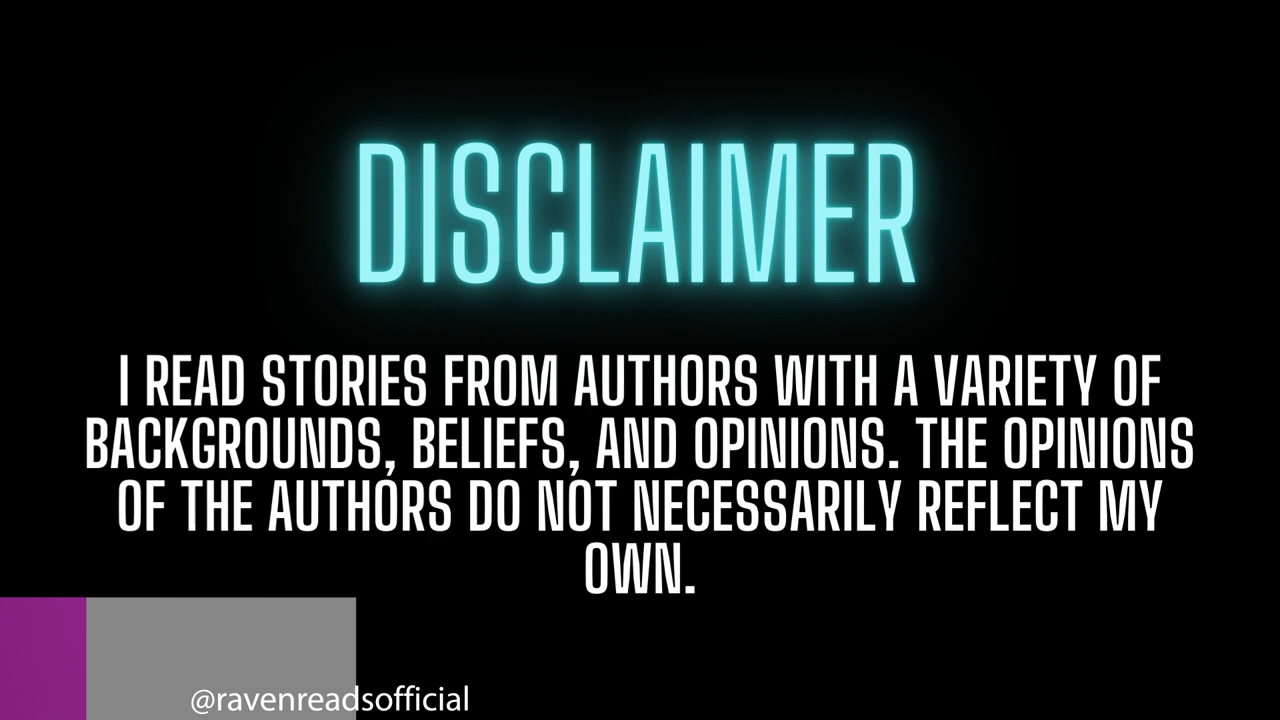 DISCLAIMER
I READ STORIES FROM AUTHORS WITH A VARIETY OF
BACKGROUNDS, BELIEFS, AND OPINIONS. THE OPINIONS
OF THE AUTHORS DO NOT NECESSARILY REFLECT MY
OWN.
@ravenreadsofficial